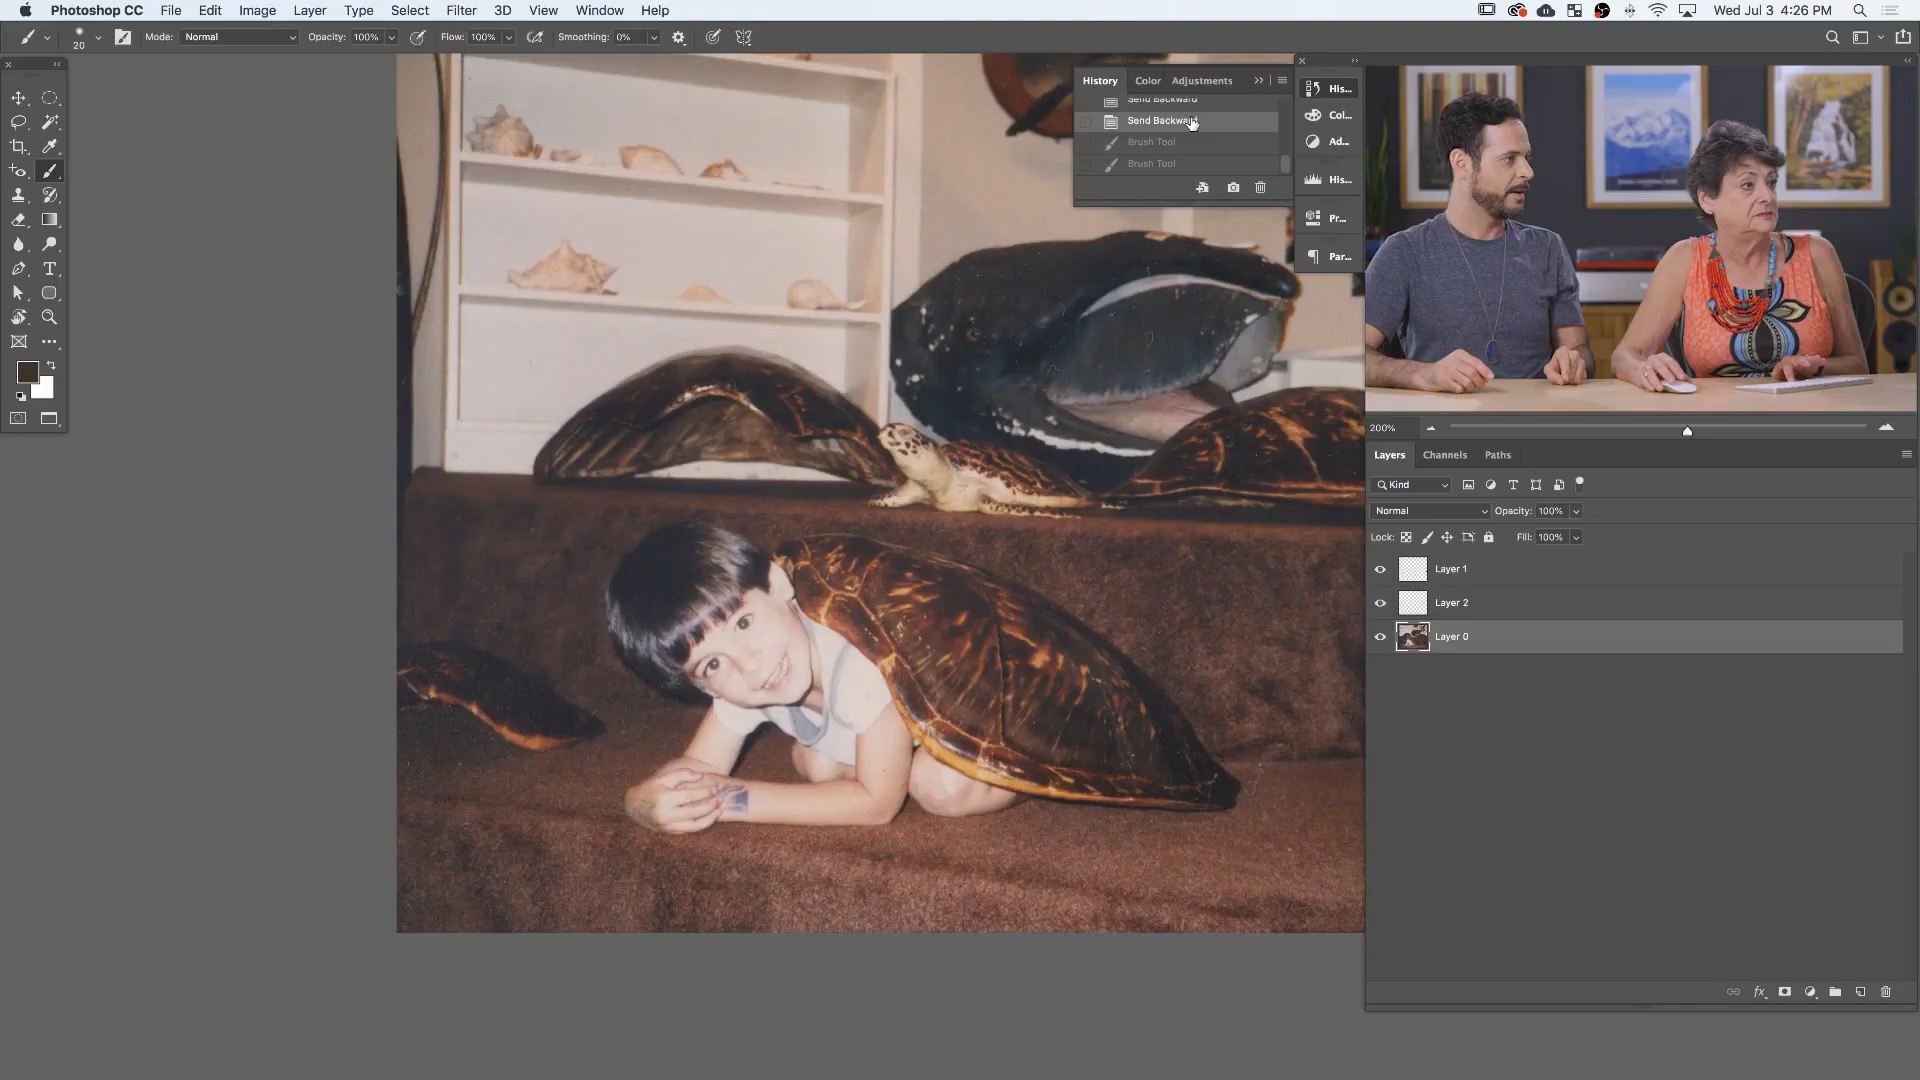 Photoshop CC File Edit Image Layer Type Select Filter 3D View Window Help Wed Jul 3 4:26 PM
20 Mode: Normal Opacity: 100% Flow: 100% Smoothing: 0%
History Color Adjustments
Send Backward
Send Backward
Brush Tool
Brush Tool
His...
Col...
Ad...
His...
Pr...
Par...
200%
Layers Channels Paths
Kind
Normal Opacity: 100%
Lock: Fill: 100%
Layer 1
Layer 2
Layer 0